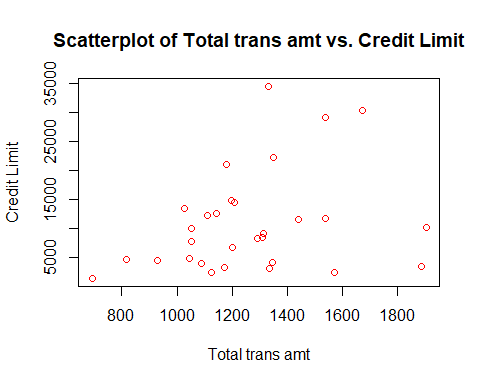 Scatterplot of Total trans amt vs. Credit Limit
Credit Limit
35000
25000
15000
5000
800 1000 1200 1400 1600 1800
Total trans amt